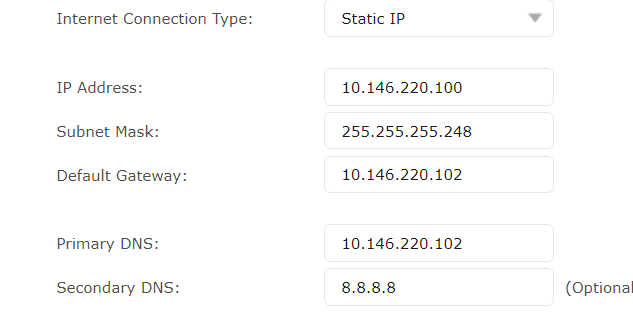 Internet Connection Type: Static IP
IP Address: 10.146.220.100
Subnet Mask: 255.255.255.248
Default Gateway: 10.146.220.102
Primary DNS: 10.146.220.102
Secondary DNS: 8.8.8.8 (Optional